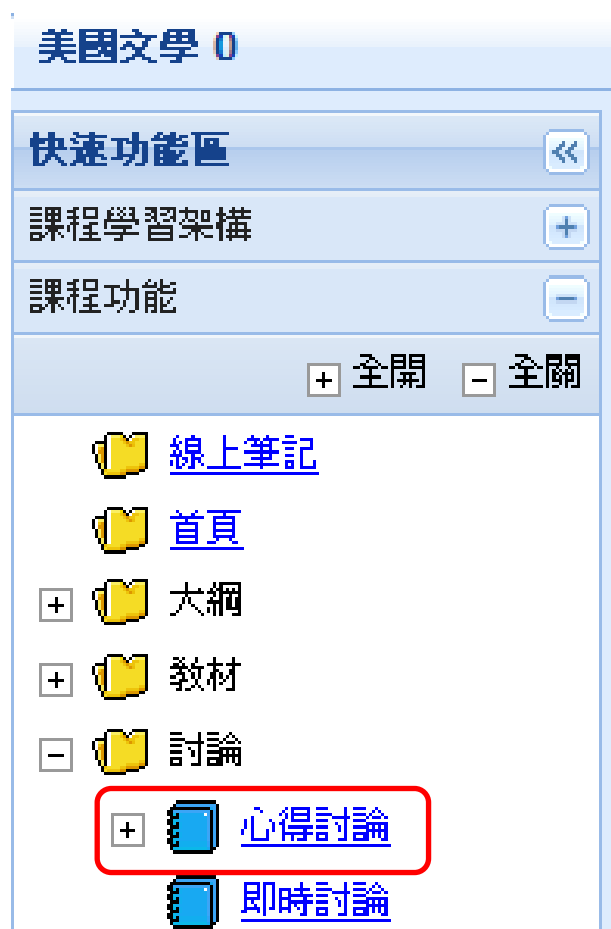 美國文學 0
快速功能區
課程學習架構
課程功能
全開 全關
線上筆記
首頁
大綱
教材
討論
心得討論
即時討論